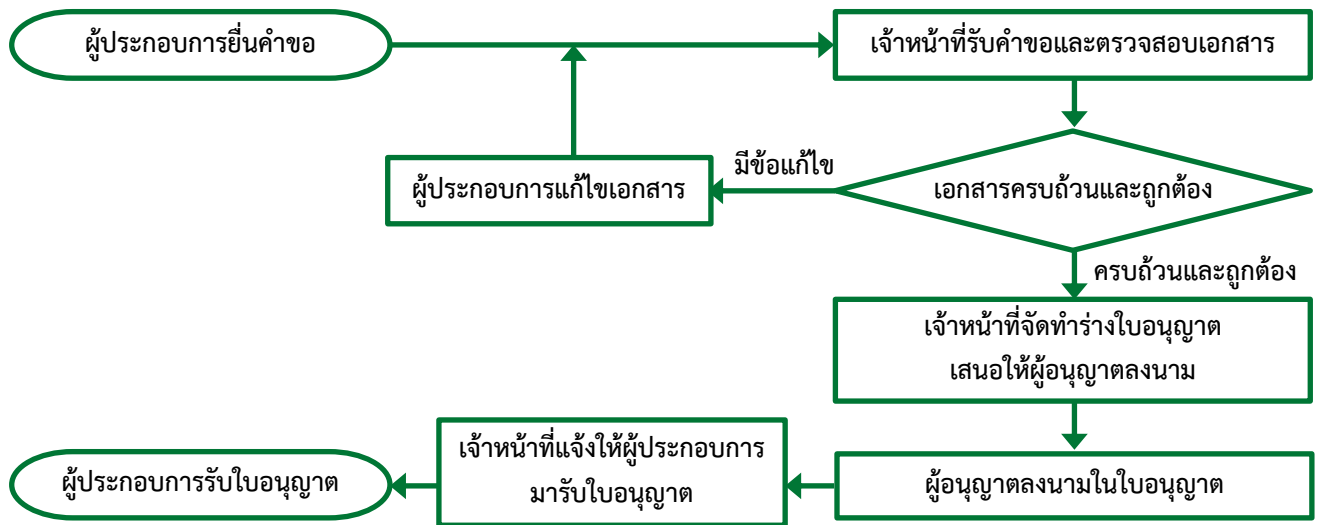 ผู้ประกอบการยื่นคำขอ
เจ้าหน้าที่รับคำขอและตรวจสอบเอกสาร
มีข้อแก้ไข
ผู้ประกอบการแก้ไขเอกสาร
เอกสารครบถ้วนและถูกต้อง
ครบถ้วนและถูกต้อง
เจ้าหน้าที่จัดทำร่างใบอนุญาต
เสนอให้ผู้อนุญาตลงนาม
ผู้อนุญาตลงนามในใบอนุญาต
เจ้าหน้าที่แจ้งให้ผู้ประกอบการ
มารับใบอนุญาต
ผู้ประกอบการรับใบอนุญาต